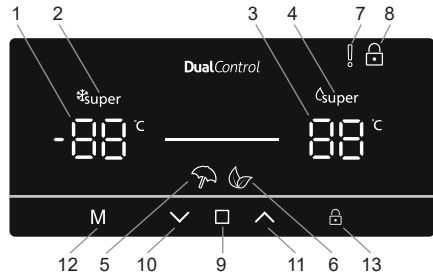 1 2 3 4 7 8
DualControl
super super
-88 °C 88 °C
M
12 5 10 9 11 6 13